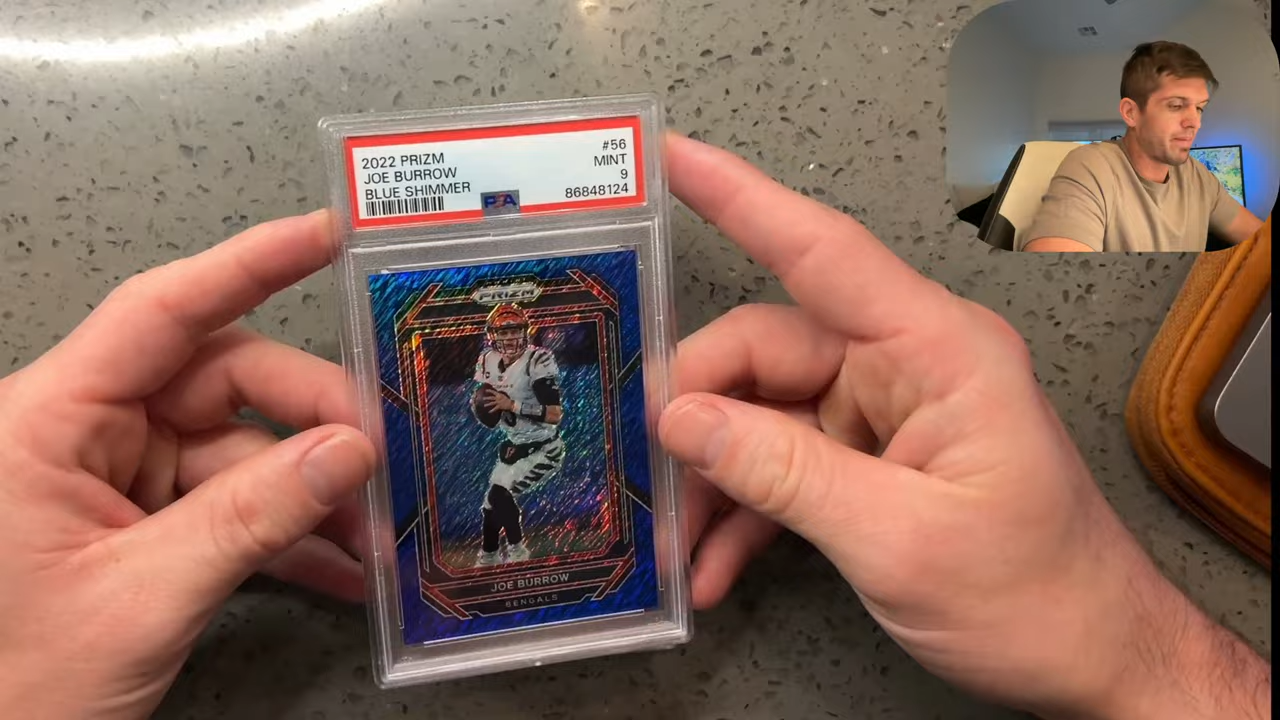 2022 PRIZM #56
JOE BURROW MINT
BLUE SHIMMER 9
PSA 86848124
PRIZM
JOE BURROW
BENGALS